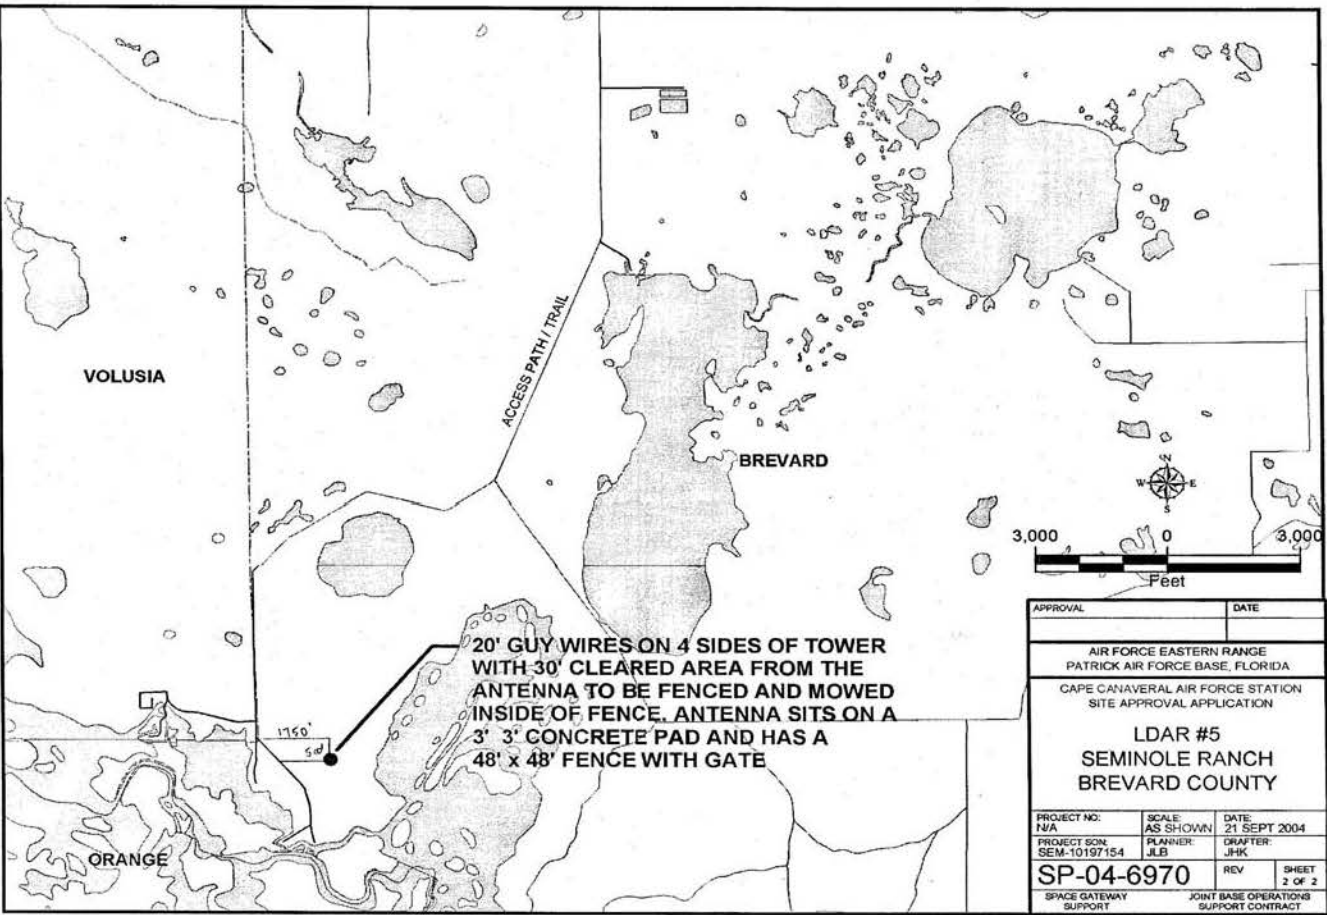 VOLUSIA
ACCESS PATH / TRAIL
BREVARD
N
W E
S
3,000 0 3,000
Feet
20' GUY WIRES ON 4 SIDES OF TOWER
WITH 30' CLEARED AREA FROM THE
ANTENNA TO BE FENCED AND MOWED
INSIDE OF FENCE. ANTENNA SITS ON A
3' 3' CONCRETE PAD AND HAS A
48' x 48' FENCE WITH GATE
1750'
ORANGE
APPROVAL DATE
AIR FORCE EASTERN RANGE
PATRICK AIR FORCE BASE, FLORIDA
CAPE CANAVERAL AIR FORCE STATION
SITE APPROVAL APPLICATION
LDAR #5
SEMINOLE RANCH
BREVARD COUNTY
PROJECT NO: SCALE: DATE:
N/A AS SHOWN 21 SEPT 2004
PROJECT SON: PLANNER: DRAFTER:
SEM-10197154 JLB JHK
SP-04-6970 REV SHEET
2 OF 2
SPACE GATEWAY JOINT BASE OPERATIONS
SUPPORT SUPPORT CONTRACT